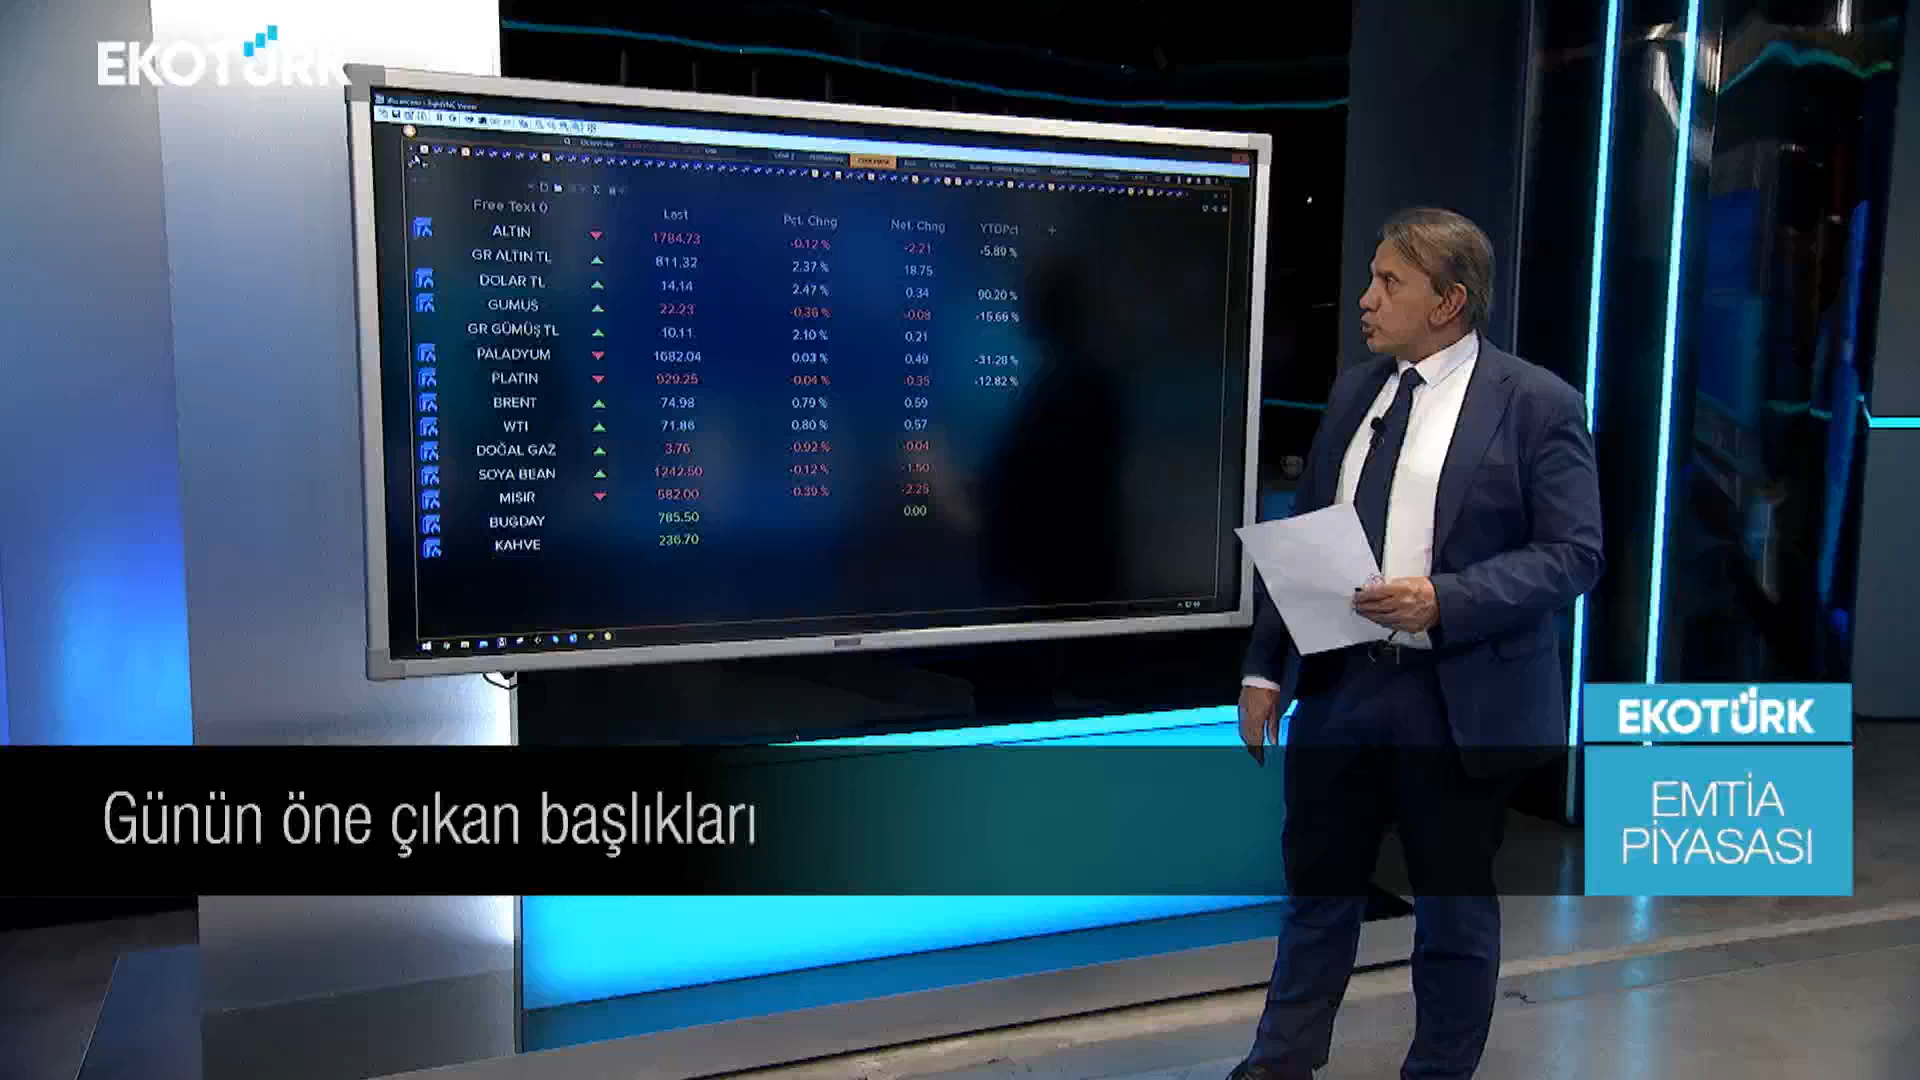 EKOTÜRK
Free Text () Last Pct. Chng Net. Chng YTDPct +
ALTIN 1784.73 -0.12 % -2.21 -5.89 %
GR ALTIN TL 811.32 2.37 % 18.75
DOLAR TL 14.14 2.47 % 0.34 90.20 %
GUMUŞ 22.23 -0.36 % -0.08 -15.66 %
GR GÜMÜŞ TL 10.11 2.10 % 0.21
PALADYUM 1682.04 0.03 % 0.49 -31.28 %
PLATIN 929.25 -0.04 % -0.35 -12.82 %
BRENT 74.98 0.79 % 0.59
WTI 71.86 0.80 % 0.57
DOĞAL GAZ 3.76 -0.92 % -0.04
SOYA BEAN 1242.50 -0.12 % -1.50
MISIR 582.00 -0.39 % -2.25
BUGDAY 785.50 0.00
KAHVE 236.70
EKOTÜRK
EMTİA
PİYASASI
Günün öne çıkan başlıkları